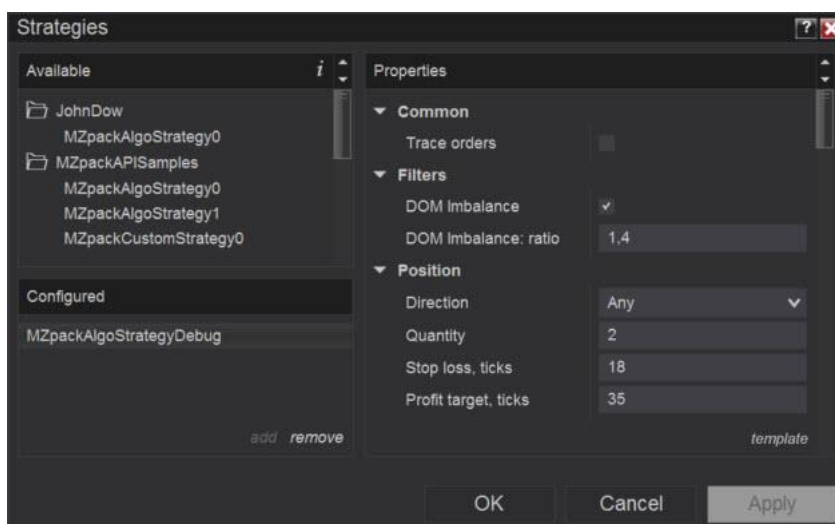 Strategies ?
Available i
JohnDow
MZpackAlgoStrategy0
MZpackAPISamples
MZpackAlgoStrategy0
MZpackAlgoStrategy1
MZpackCustomStrategy0
Configured
MZpackAlgoStrategyDebug
add remove
Properties
Common
Trace orders
Filters
DOM Imbalance
DOM Imbalance: ratio 1,4
Position
Direction Any
Quantity 2
Stop loss, ticks 18
Profit target, ticks 35
template
OK Cancel Apply